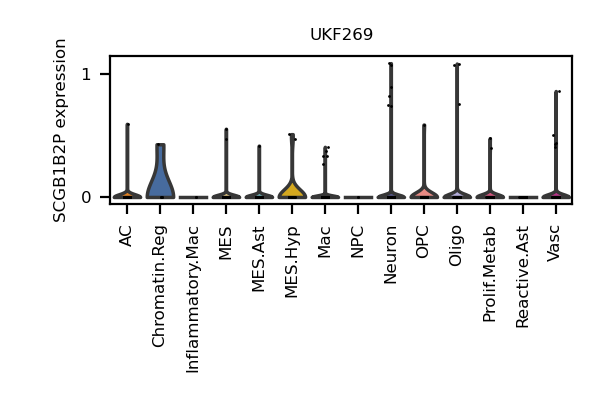 UKF269
SCGB1B2P expression
1
0
AC
Chromatin.Reg
Inflammatory.Mac
MES
MES.Ast
MES.Hyp
Mac
NPC
Neuron
OPC
Oligo
Prolif.Metab
Reactive.Ast
Vasc